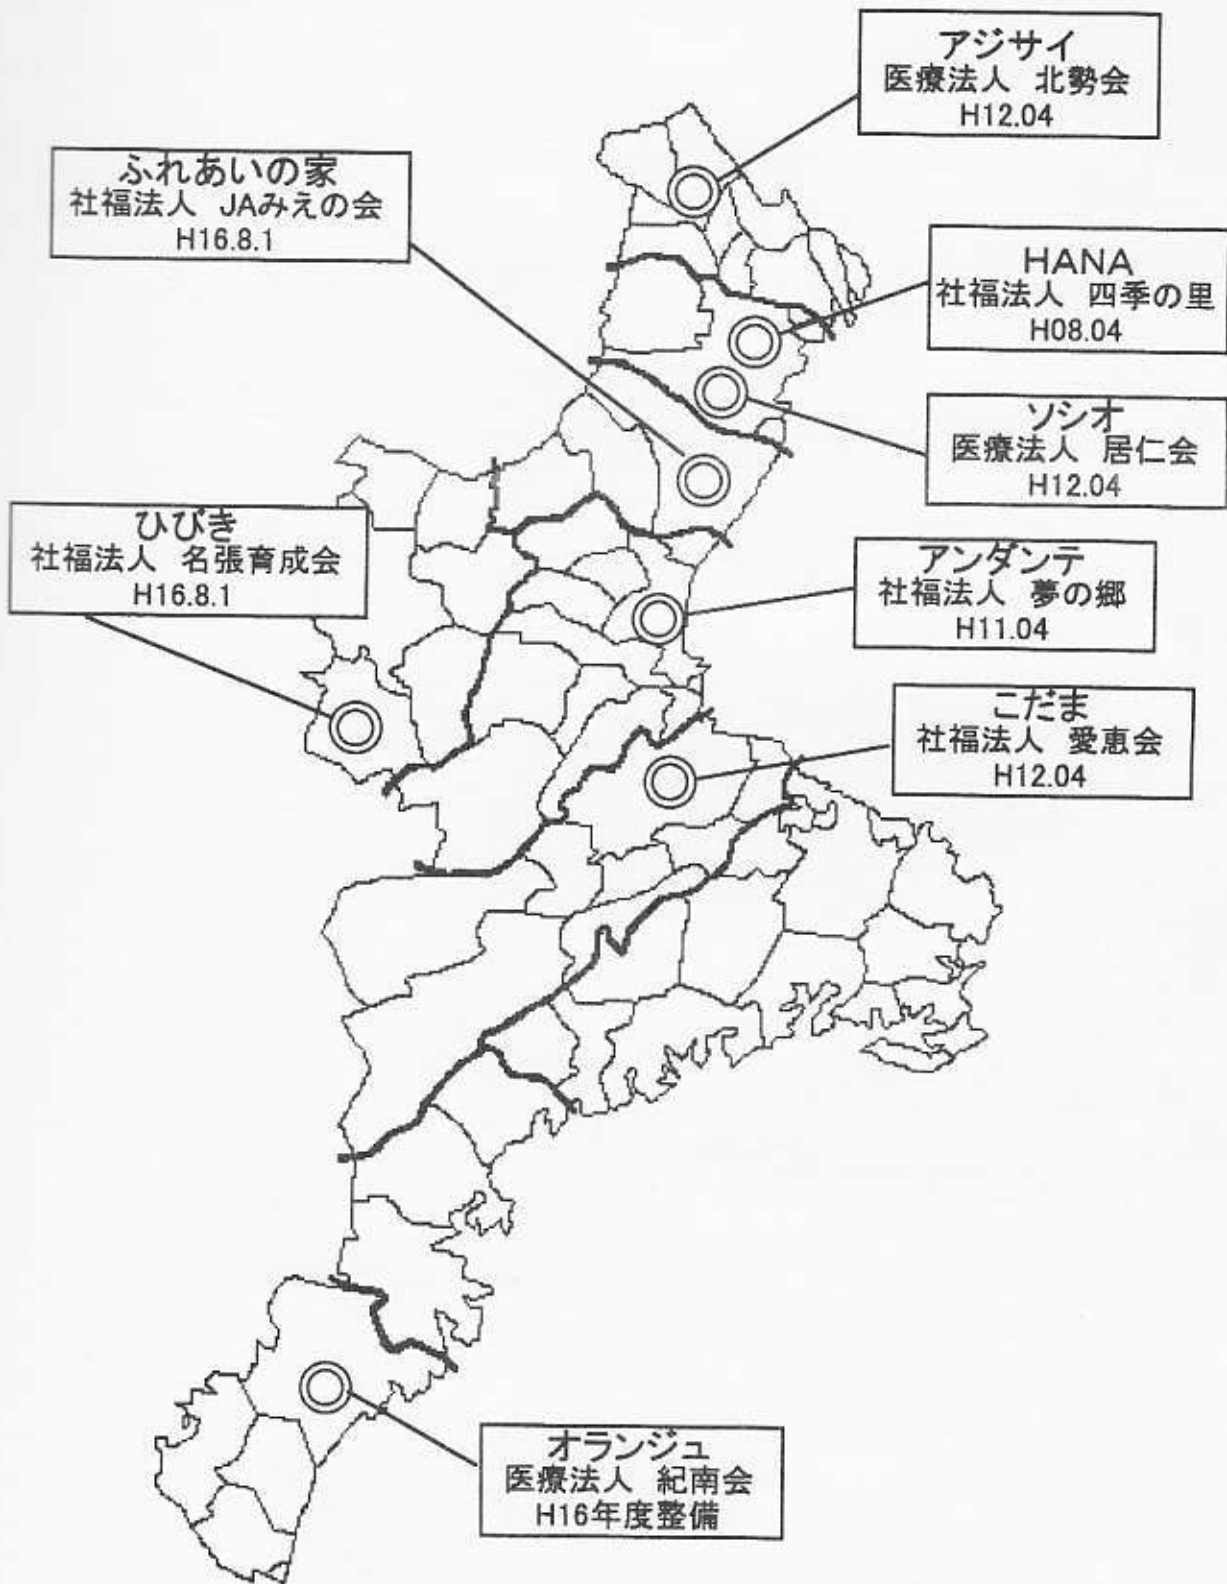 アジサイ
医療法人 北勢会
H12.04
ふれあいの家
社福法人 JAみえの会
H16.8.1
HANA
社福法人 四季の里
H08.04
ソシオ
医療法人 居仁会
H12.04
ひびき
社福法人 名張育成会
H16.8.1
アンダンテ
社福法人 夢の郷
H11.04
こだま
社福法人 愛恵会
H12.04
オランジュ
医療法人 紀南会
H16年度整備